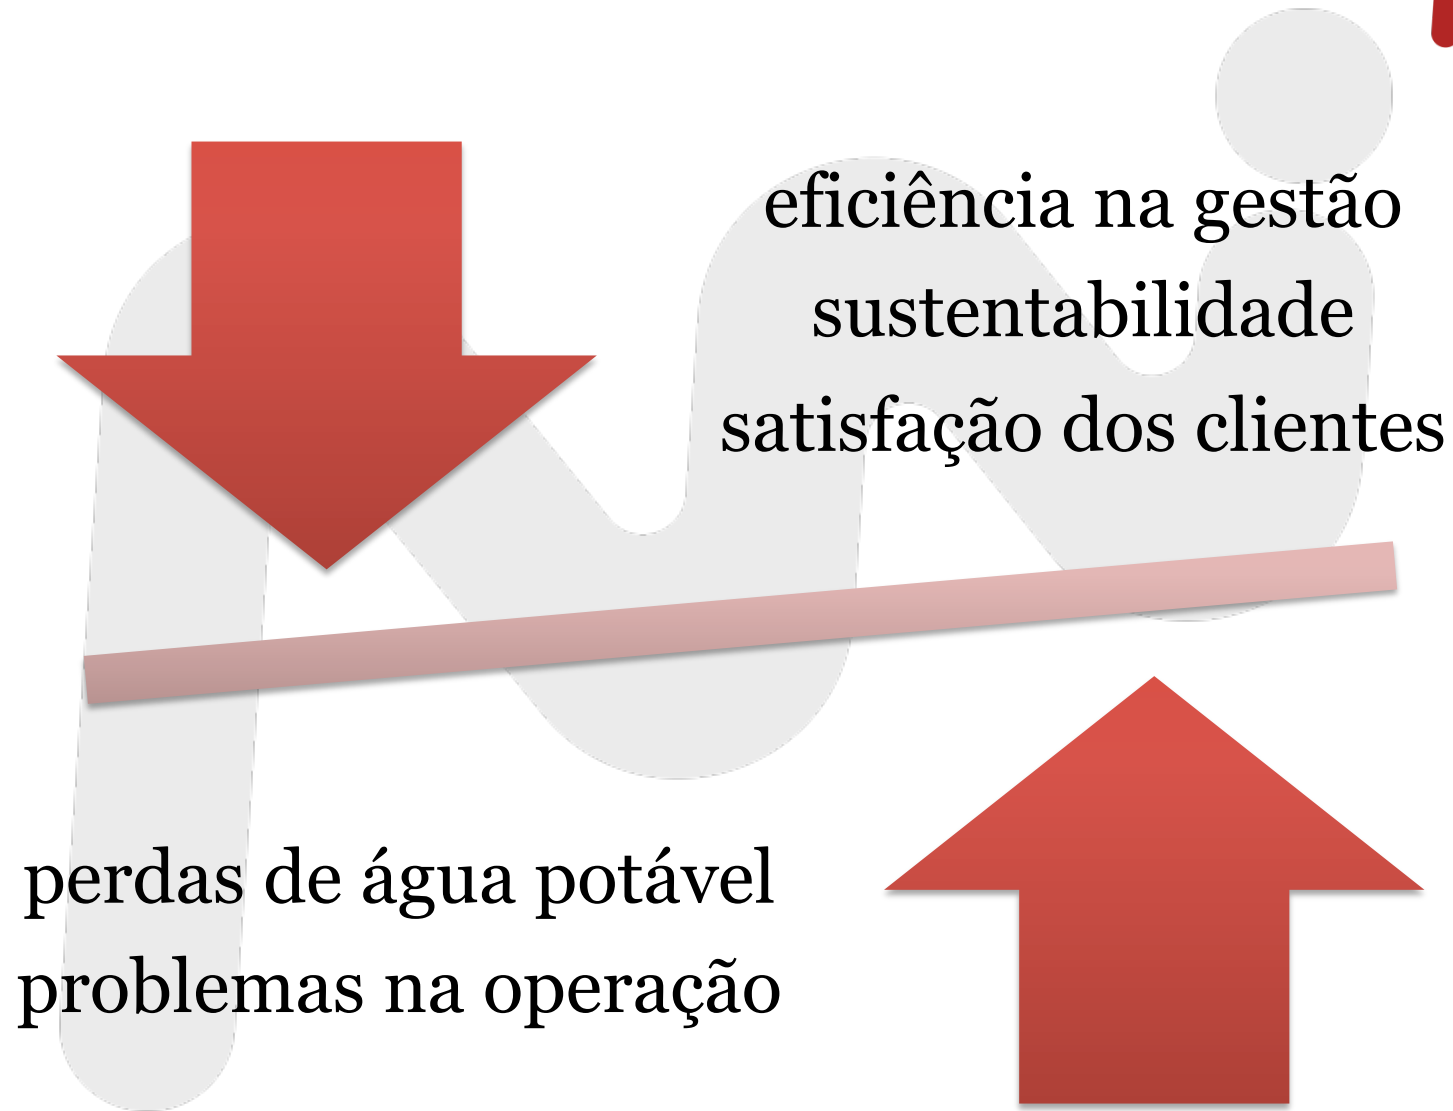 eficiência na gestão
sustentabilidade
satisfação dos clientes
perdas de água potável
problemas na operação